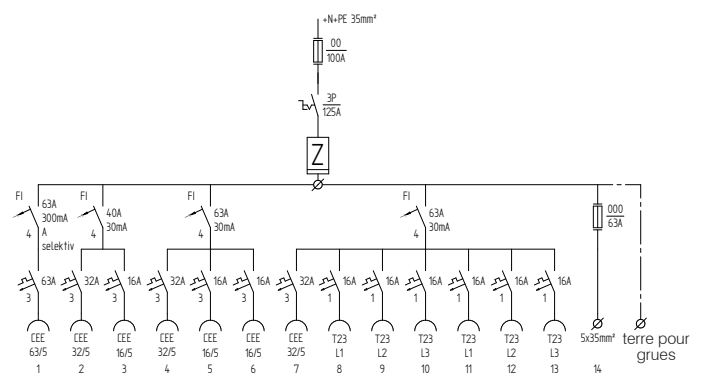 +N+PE 35mm²
00
100A
3P
125A
Z
FI
63A
300mA
A
selektiv
4
FI
40A
30mA
4
FI
63A
30mA
4
FI
63A
30mA
4
000
63A
63A
3
32A
3
16A
3
32A
3
16A
3
16A
3
32A
3
16A
1
16A
1
16A
1
16A
1
16A
1
16A
1
CEE
63/5
1
CEE
32/5
2
CEE
16/5
3
CEE
32/5
4
CEE
16/5
5
CEE
16/5
6
CEE
32/5
7
T23
L1
8
T23
L2
9
T23
L3
10
T23
L1
11
T23
L2
12
T23
L3
13
5x35mm²
14
terre pour
grues